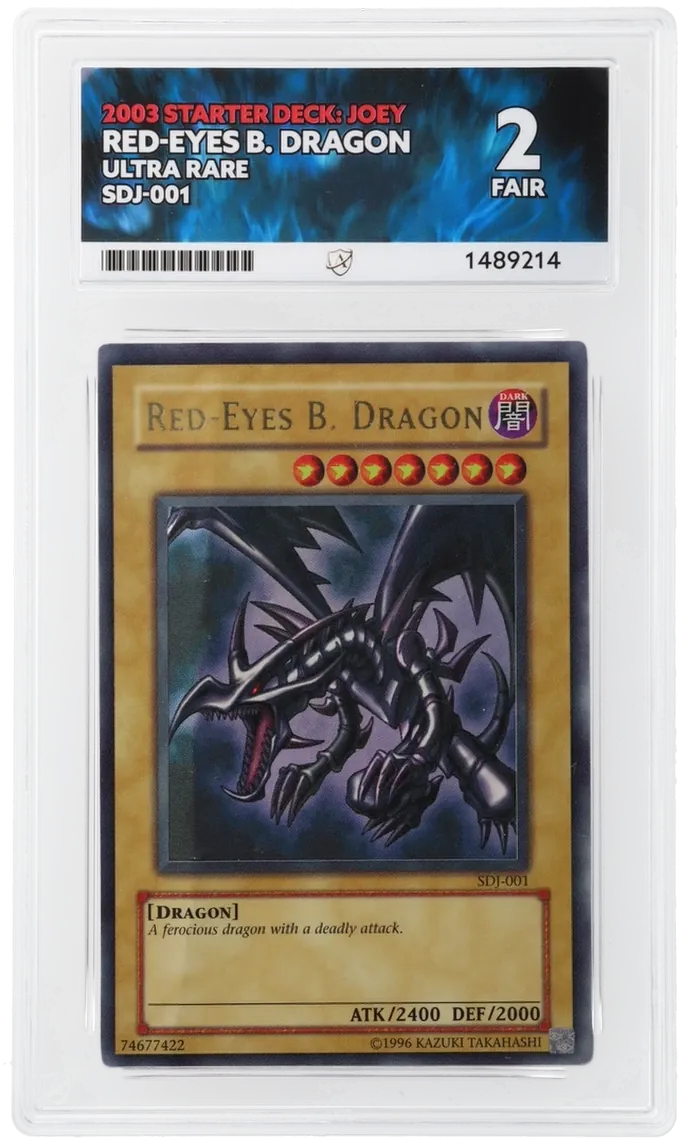 2003 STARTER DECK: JOEY
RED-EYES B. DRAGON
ULTRA RARE
SDJ-001
2
FAIR
1489214
RED-EYES B. DRAGON
DARK
闇
SDJ-001
[DRAGON]
A ferocious dragon with a deadly attack.
ATK/2400 DEF/2000
74677422
©1996 KAZUKI TAKAHASHI